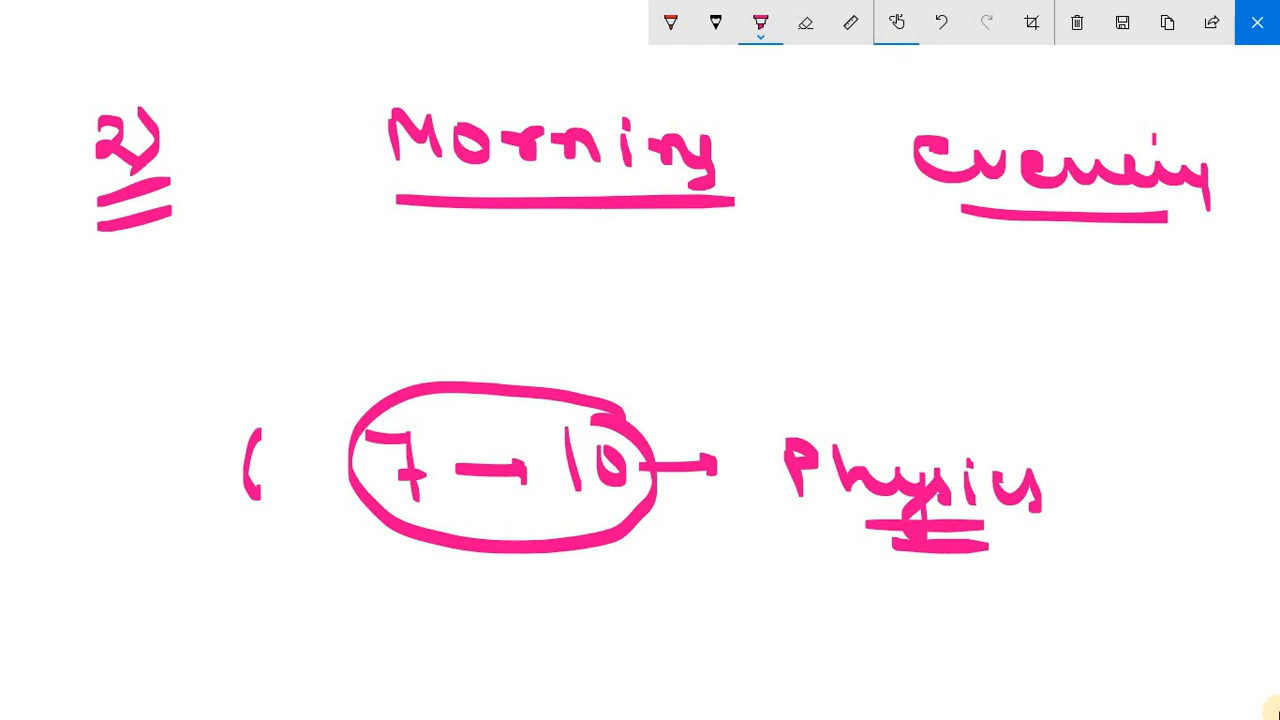 2) Morning evening
( 7 — 10 → Physics